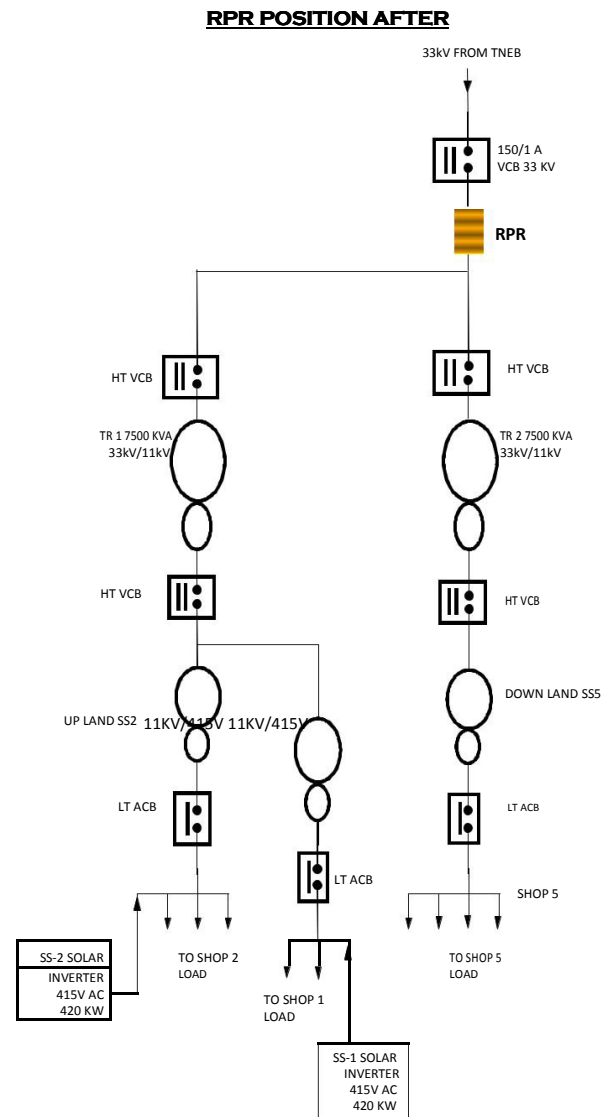 RPR POSITION AFTER
33kV FROM TNEB
150/1 A
VCB 33 KV
RPR
HT VCB
HT VCB
TR 1 7500 KVA
33kV/11kV
TR 2 7500 KVA
33kV/11kV
HT VCB
HT VCB
UP LAND SS2
11KV/415V 11KV/415V
DOWN LAND SS5
LT ACB
LT ACB
LT ACB
SHOP 5
SS-2 SOLAR
INVERTER
415V AC
420 KW
TO SHOP 2
LOAD
TO SHOP 1
LOAD
TO SHOP 5
LOAD
SS-1 SOLAR
INVERTER
415V AC
420 KW